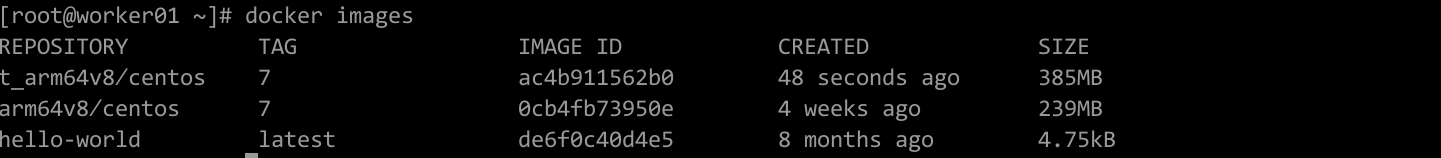 [root@worker01 ~]# docker images
REPOSITORY TAG IMAGE ID CREATED SIZE
t_arm64v8/centos 7 ac4b911562b0 48 seconds ago 385MB
arm64v8/centos 7 0cb4fb73950e 4 weeks ago 239MB
hello-world latest de6f0c40d4e5 8 months ago 4.75kB